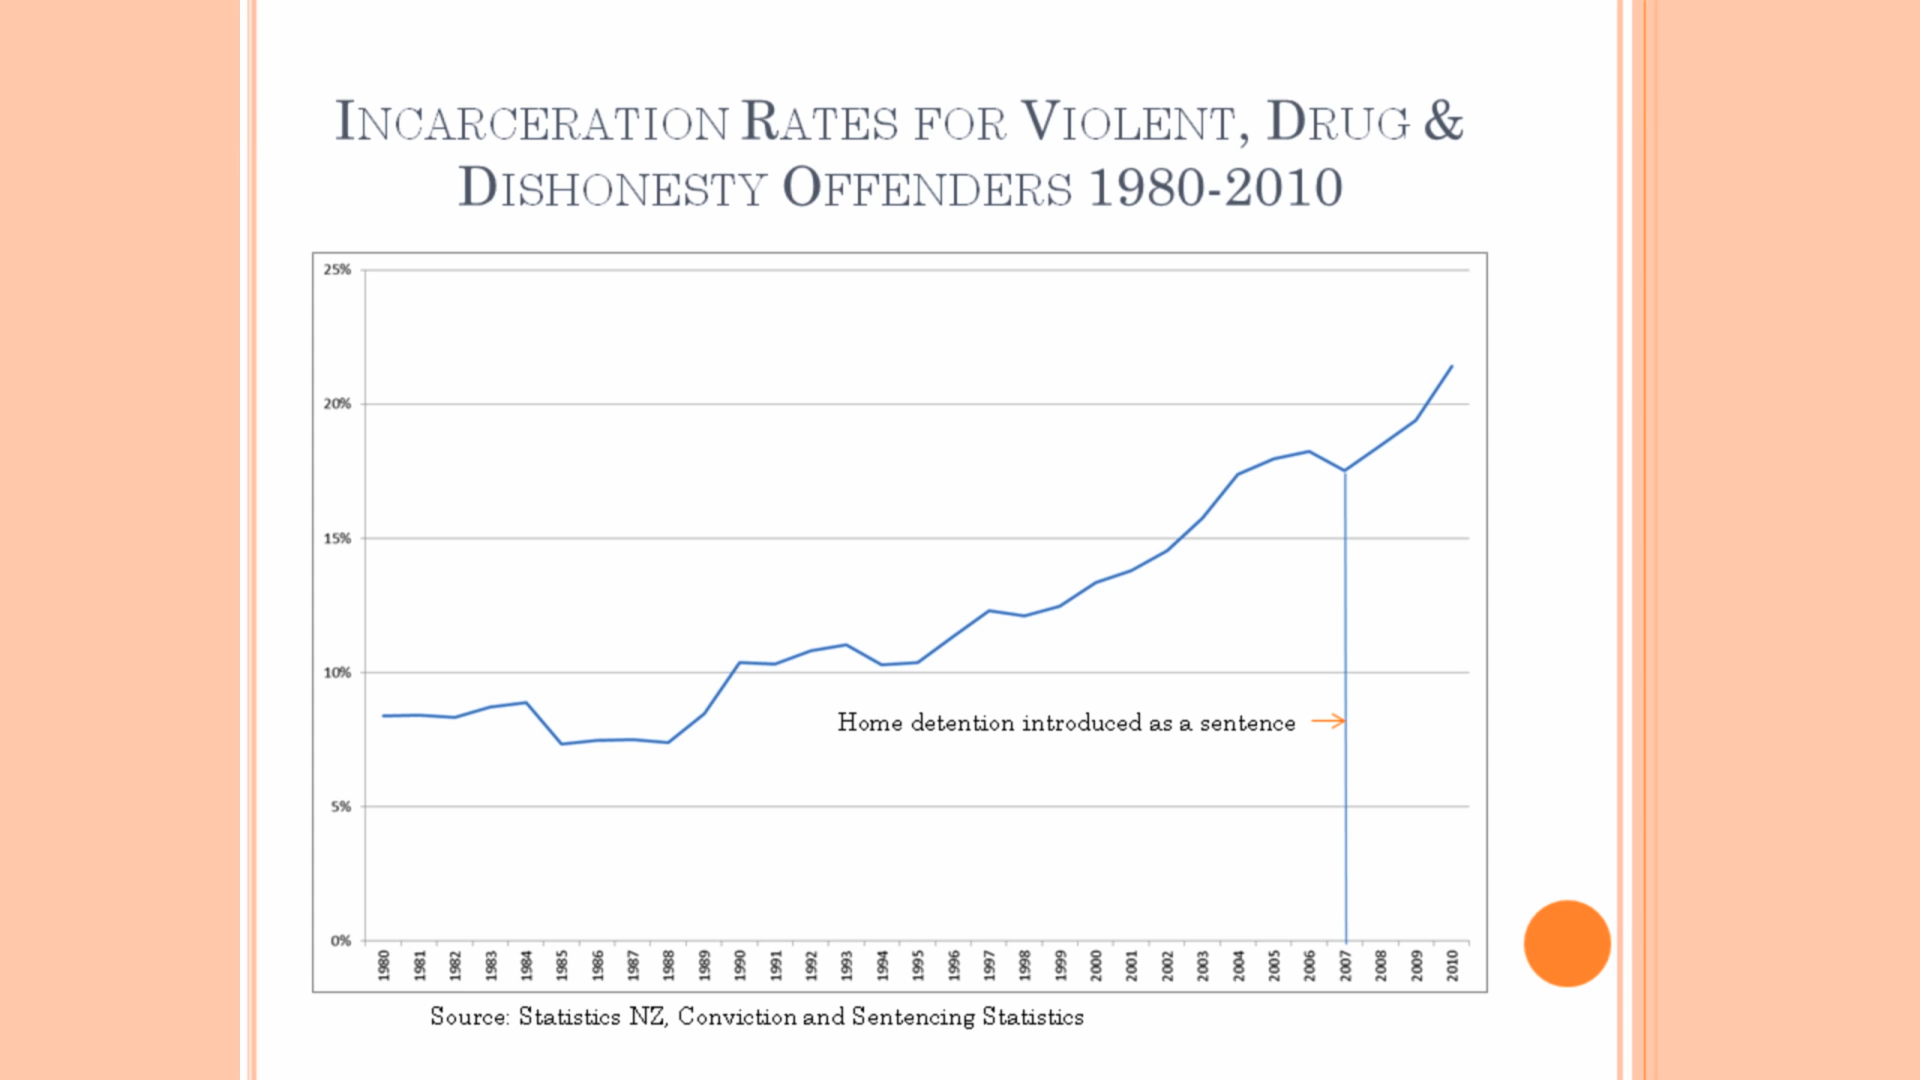 INCARCERATION RATES FOR VIOLENT, DRUG &
DISHONESTY OFFENDERS 1980-2010
25%
20%
15%
10%
5%
0%
Home detention introduced as a sentence
1980 1981 1982 1983 1984 1985 1986 1987 1988 1989 1990 1991 1992 1993 1994 1995 1996 1997 1998 1999 2000 2001 2002 2003 2004 2005 2006 2007 2008 2009 2010
Source: Statistics NZ, Conviction and Sentencing Statistics